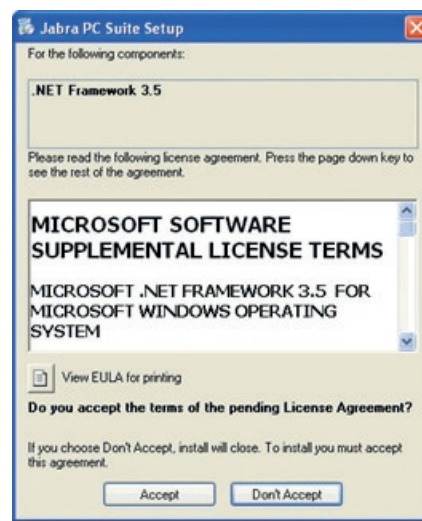 Jabra PC Suite Setup
For the following components:
.NET Framework 3.5
Please read the following license agreement. Press the page down key to
see the rest of the agreement.
MICROSOFT SOFTWARE
SUPPLEMENTAL LICENSE TERMS
MICROSOFT .NET FRAMEWORK 3.5 FOR
MICROSOFT WINDOWS OPERATING
SYSTEM
View EULA for printing
Do you accept the terms of the pending License Agreement?
If you choose Don't Accept, install will close. To install you must accept
this agreement.
Accept
Don't Accept